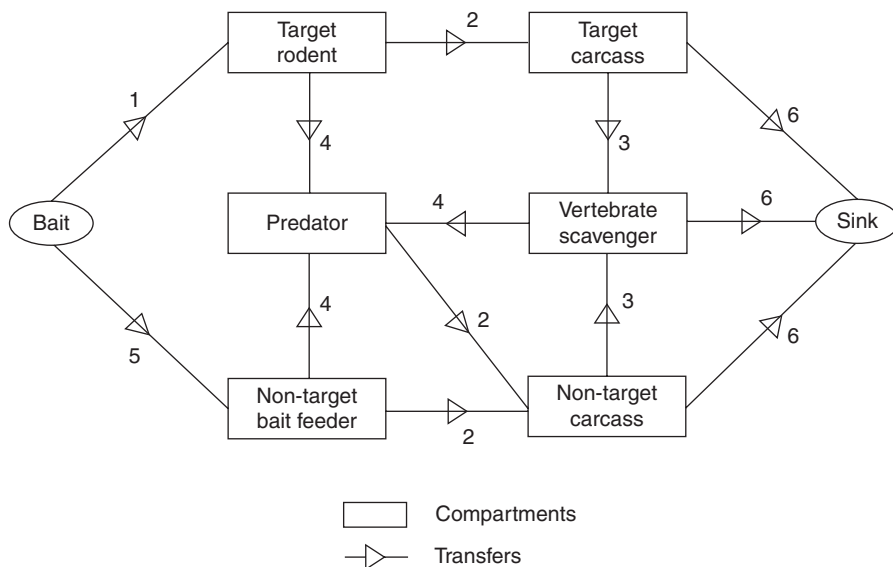 2
Target
rodent
Target
carcass
1
6
4
3
Bait
Predator
4
Vertebrate
scavenger
6
Sink
4
2
3
5
6
Non-target
bait feeder
2
Non-target
carcass
Compartments
Transfers